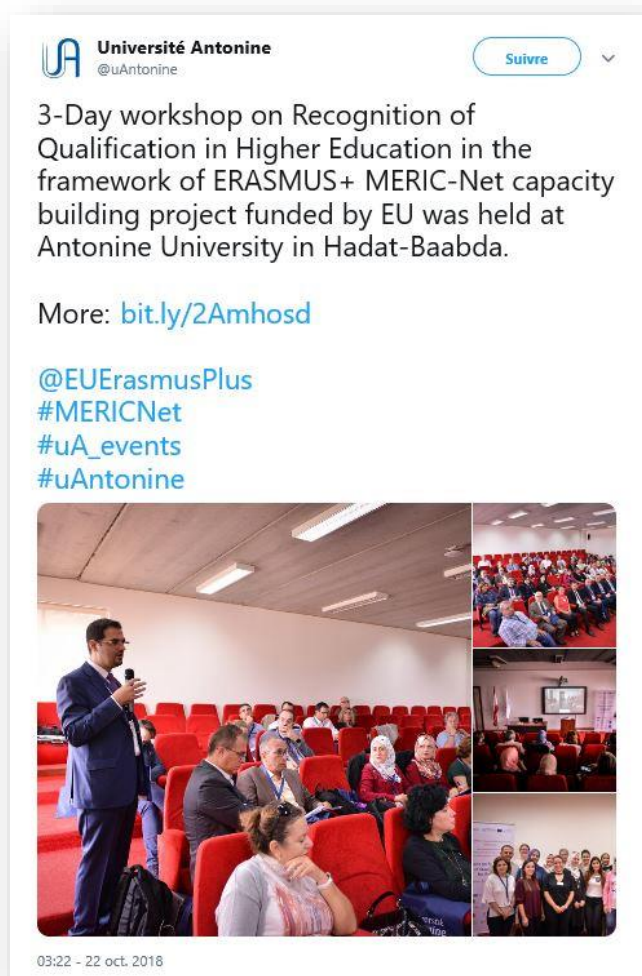 Université Antonine
@uAntonine
Suivre
3-Day workshop on Recognition of
Qualification in Higher Education in the
framework of ERASMUS+ MERIC-Net capacity
building project funded by EU was held at
Antonine University in Hadat-Baabda.
More: bit.ly/2Amhosd
@EUErasmusPlus
#MERICNet
#uA_events
#uAntonine
03:22 - 22 oct. 2018